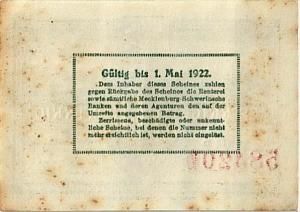 Gültig bis 1. Mai 1922.
Dem Inhaber dieses Scheines zahlen
gegen Rückgabe des Scheines die Renterei
sowie sämtliche Mecklenburg-Schwerinsche
Banken und deren Agenturen den auf der
Umseite angegebenen Betrag.
Zerrissene, beschädigte oder unkennt-
liche Scheine, bei denen die Nummer nicht
mehr ersichtlich ist, werden nicht eingelöst.